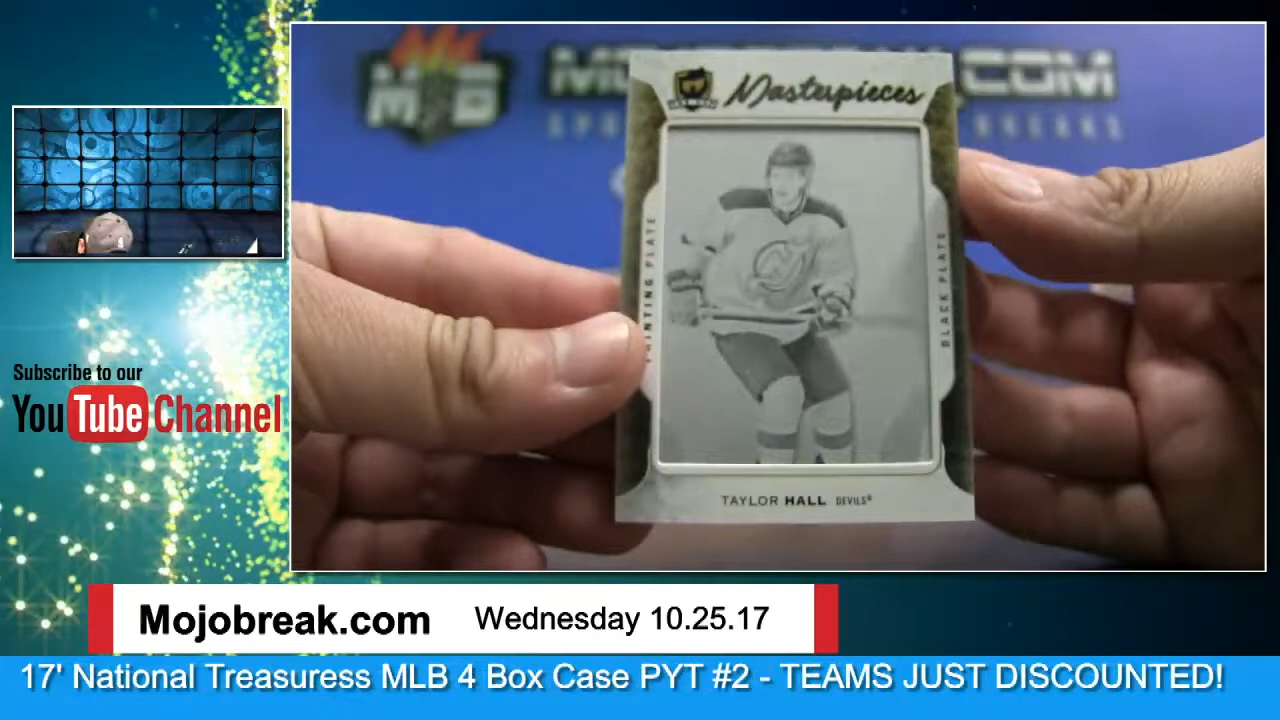 Masterpieces
PRINTING PLATE
BLACK PLATE
TAYLOR HALL DEVILS
Subscribe to our
YouTube Channel
Mojobreak.com
Wednesday 10.25.17
17' National Treasuress MLB 4 Box Case PYT #2 - TEAMS JUST DISCOUNTED!